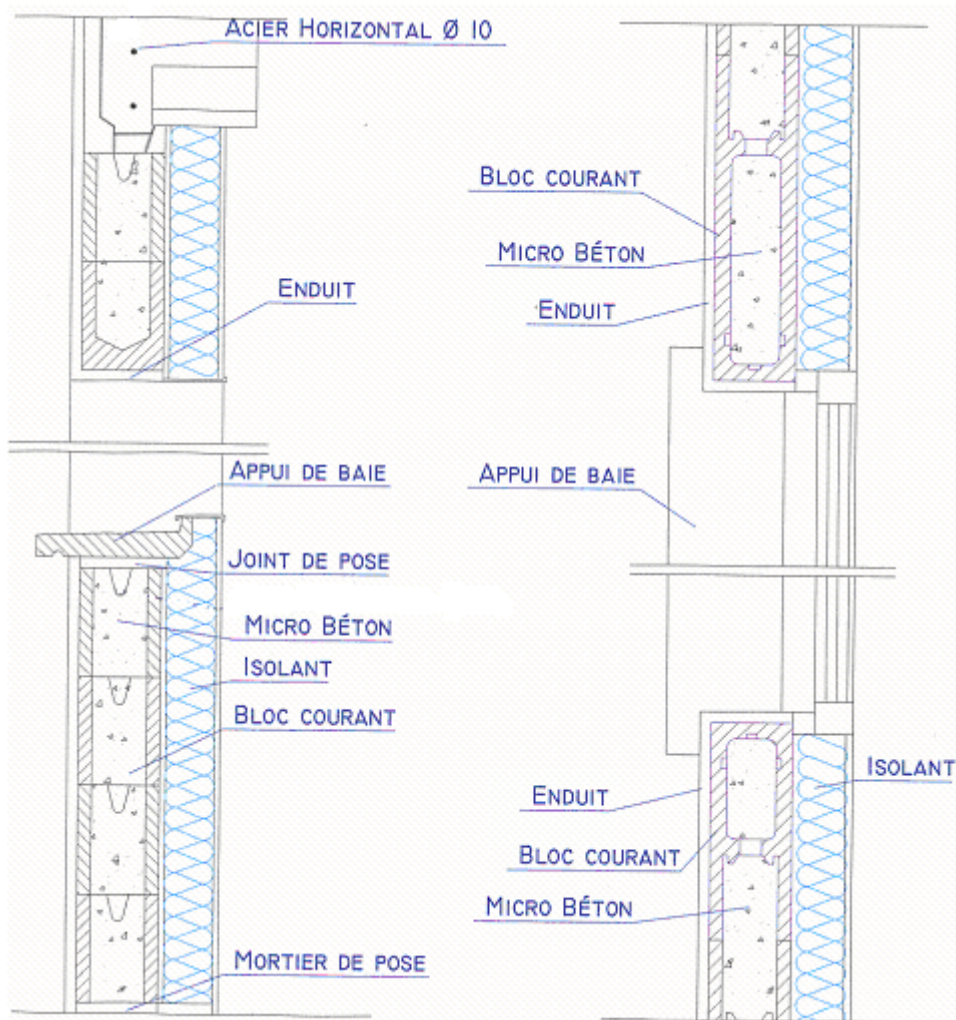 ACIER HORIZONTAL Ø 10
ENDUIT
APPUI DE BAIE
JOINT DE POSE
MICRO BÉTON
ISOLANT
BLOC COURANT
MORTIER DE POSE
BLOC COURANT
MICRO BÉTON
ENDUIT
APPUI DE BAIE
ISOLANT
ENDUIT
BLOC COURANT
MICRO BÉTON